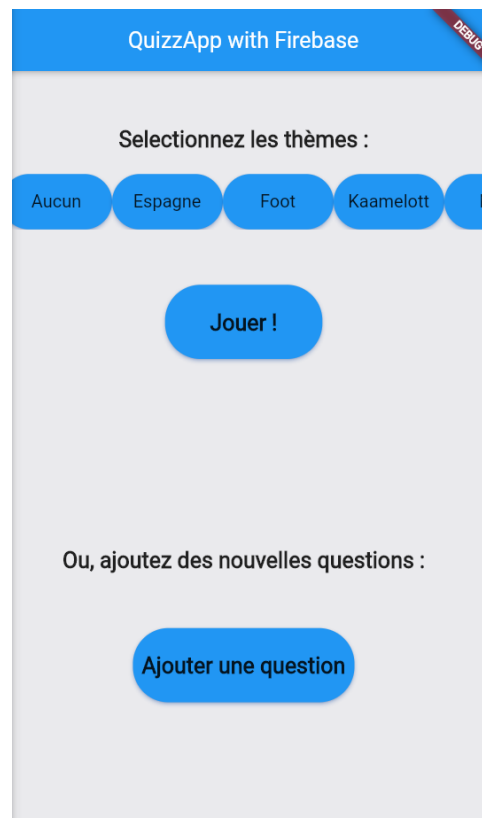 QuizzApp with Firebase
DEBUG
Selectionnez les thèmes :
Aucun Espagne Foot Kaamelott
Jouer !
Ou, ajoutez des nouvelles questions :
Ajouter une question